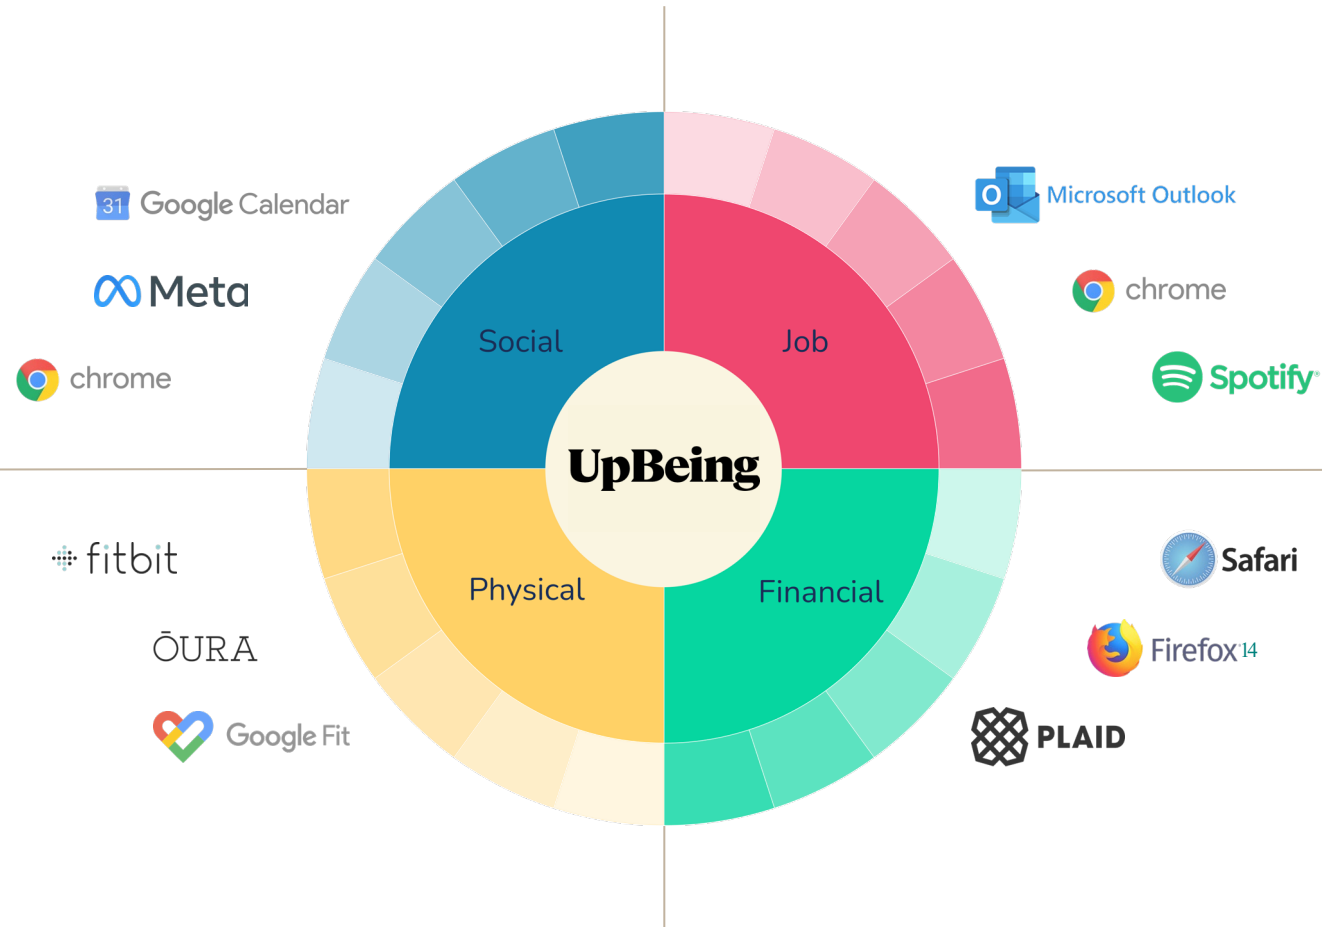 31 Google Calendar
Meta
chrome
Social
Job
O Microsoft Outlook
chrome
Spotify®
UpBeing
fitbit
ŌURA
Google Fit
Physical
Financial
Safari
Firefox 14
PLAID